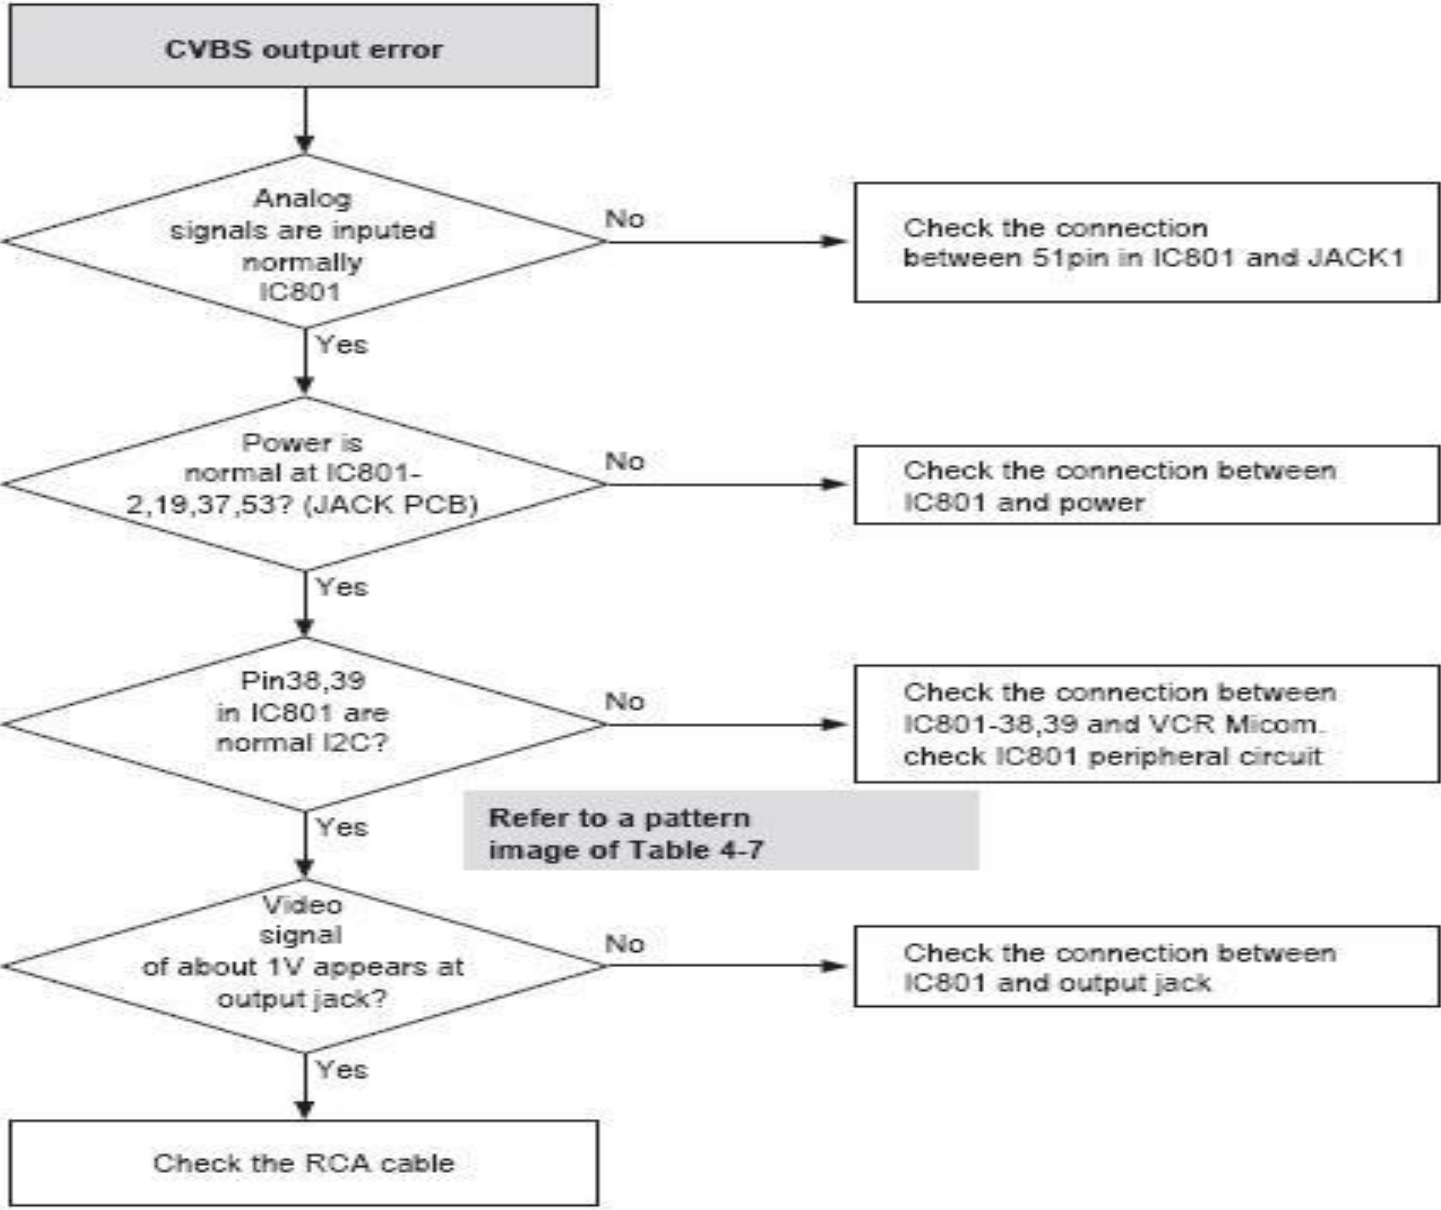 CVBS output error
Analog
signals are inputed
normally
IC801
No
Check the connection
between 51pin in IC801 and JACK1
Yes
Power is
normal at IC801-
2,19,37,53? (JACK PCB)
No
Check the connection between
IC801 and power
Yes
Pin38,39
in IC801 are
normal I2C?
No
Check the connection between
IC801-38,39 and VCR Micom.
check IC801 peripheral circuit
Yes
Refer to a pattern
image of Table 4-7
Video
signal
of about 1V appears at
output jack?
No
Check the connection between
IC801 and output jack
Yes
Check the RCA cable